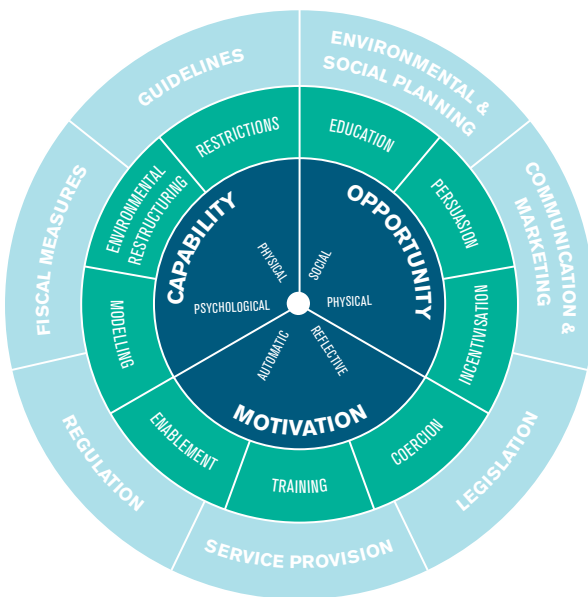 ENVIRONMENTAL &
SOCIAL PLANNING
COMMUNICATION &
MARKETING
LEGISLATION
SERVICE PROVISION
REGULATION
FISCAL MEASURES
GUIDELINES
EDUCATION
PERSUASION
INCENTIVISATION
COERCION
TRAINING
ENABLEMENT
MODELLING
ENVIRONMENTAL
RESTRUCTURING
RESTRICTIONS
CAPABILITY
PHYSICAL
PSYCHOLOGICAL
OPPORTUNITY
SOCIAL
PHYSICAL
MOTIVATION
AUTOMATIC
REFLECTIVE